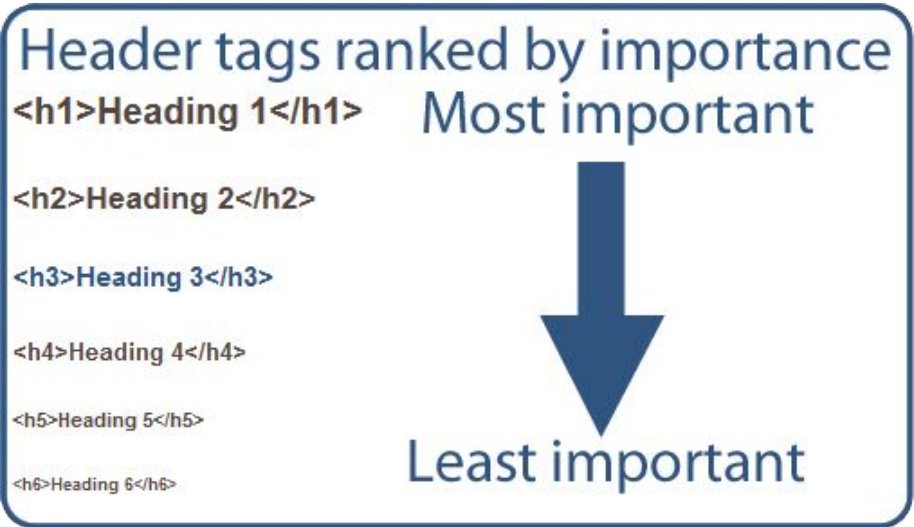 Header tags ranked by importance
<h1>Heading 1</h1>
Most important
<h2>Heading 2</h2>
<h3>Heading 3</h3>
<h4>Heading 4</h4>
<h5>Heading 5</h5>
Least important
<h6>Heading 6</h6>